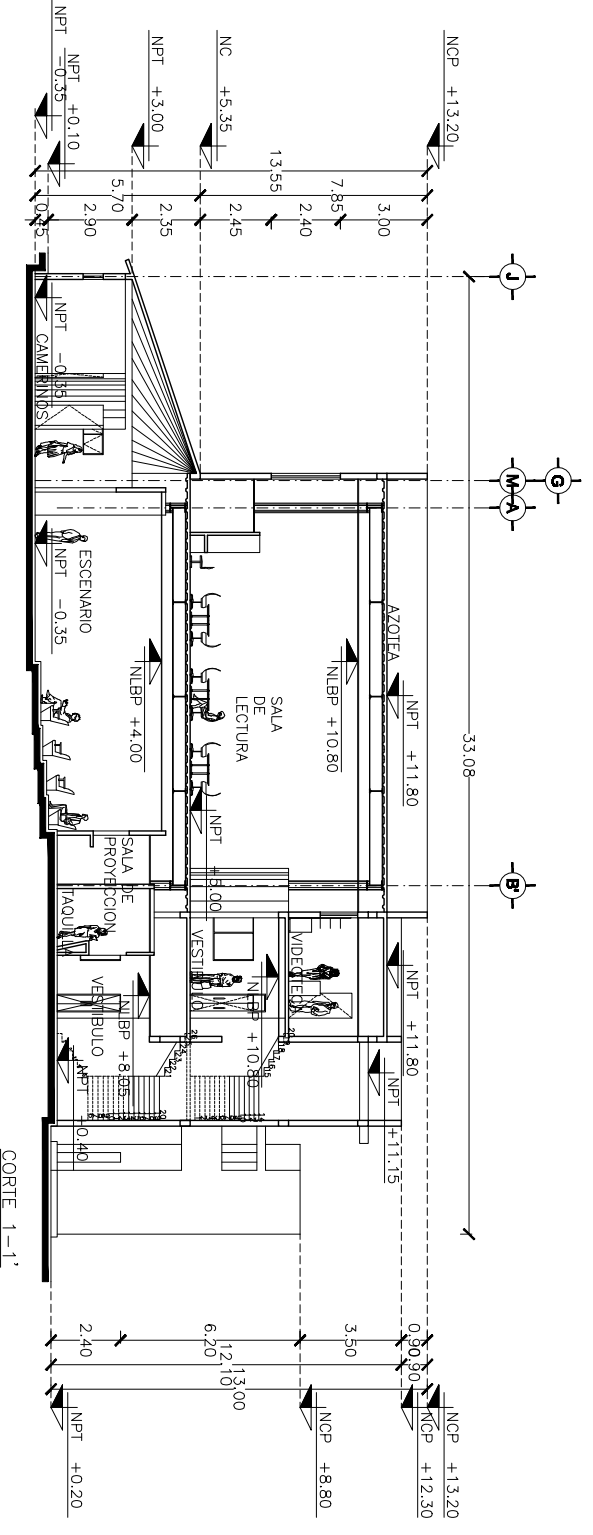 NCP +13.20
NC +5.35
NPT +3.00
NPT +0.10
NPT -0.35
13.55
7.85
5.70
3.00
2.40
2.45
2.35
2.90
0.45
J
G
M
A
B'
33.08
AZOTEA
NPT +11.80
NLBP +10.80
SALA
DE
LECTURA
NPT +5.00
NLBP +4.00
ESCENARIO
NPT -0.35
CAMERINOS
NPT -0.35
SALA DE
PROYECCION
VESTIBULO
NLBP +8.05
NPT +0.40
NLBP +10.80
NPT +11.80
NPT +11.15
0.90
0.90
3.50
6.20
2.40
12.10
13.00
NCP +13.20
NCP +12.30
NCP +8.80
NPT +0.20
CORTE 1-1'